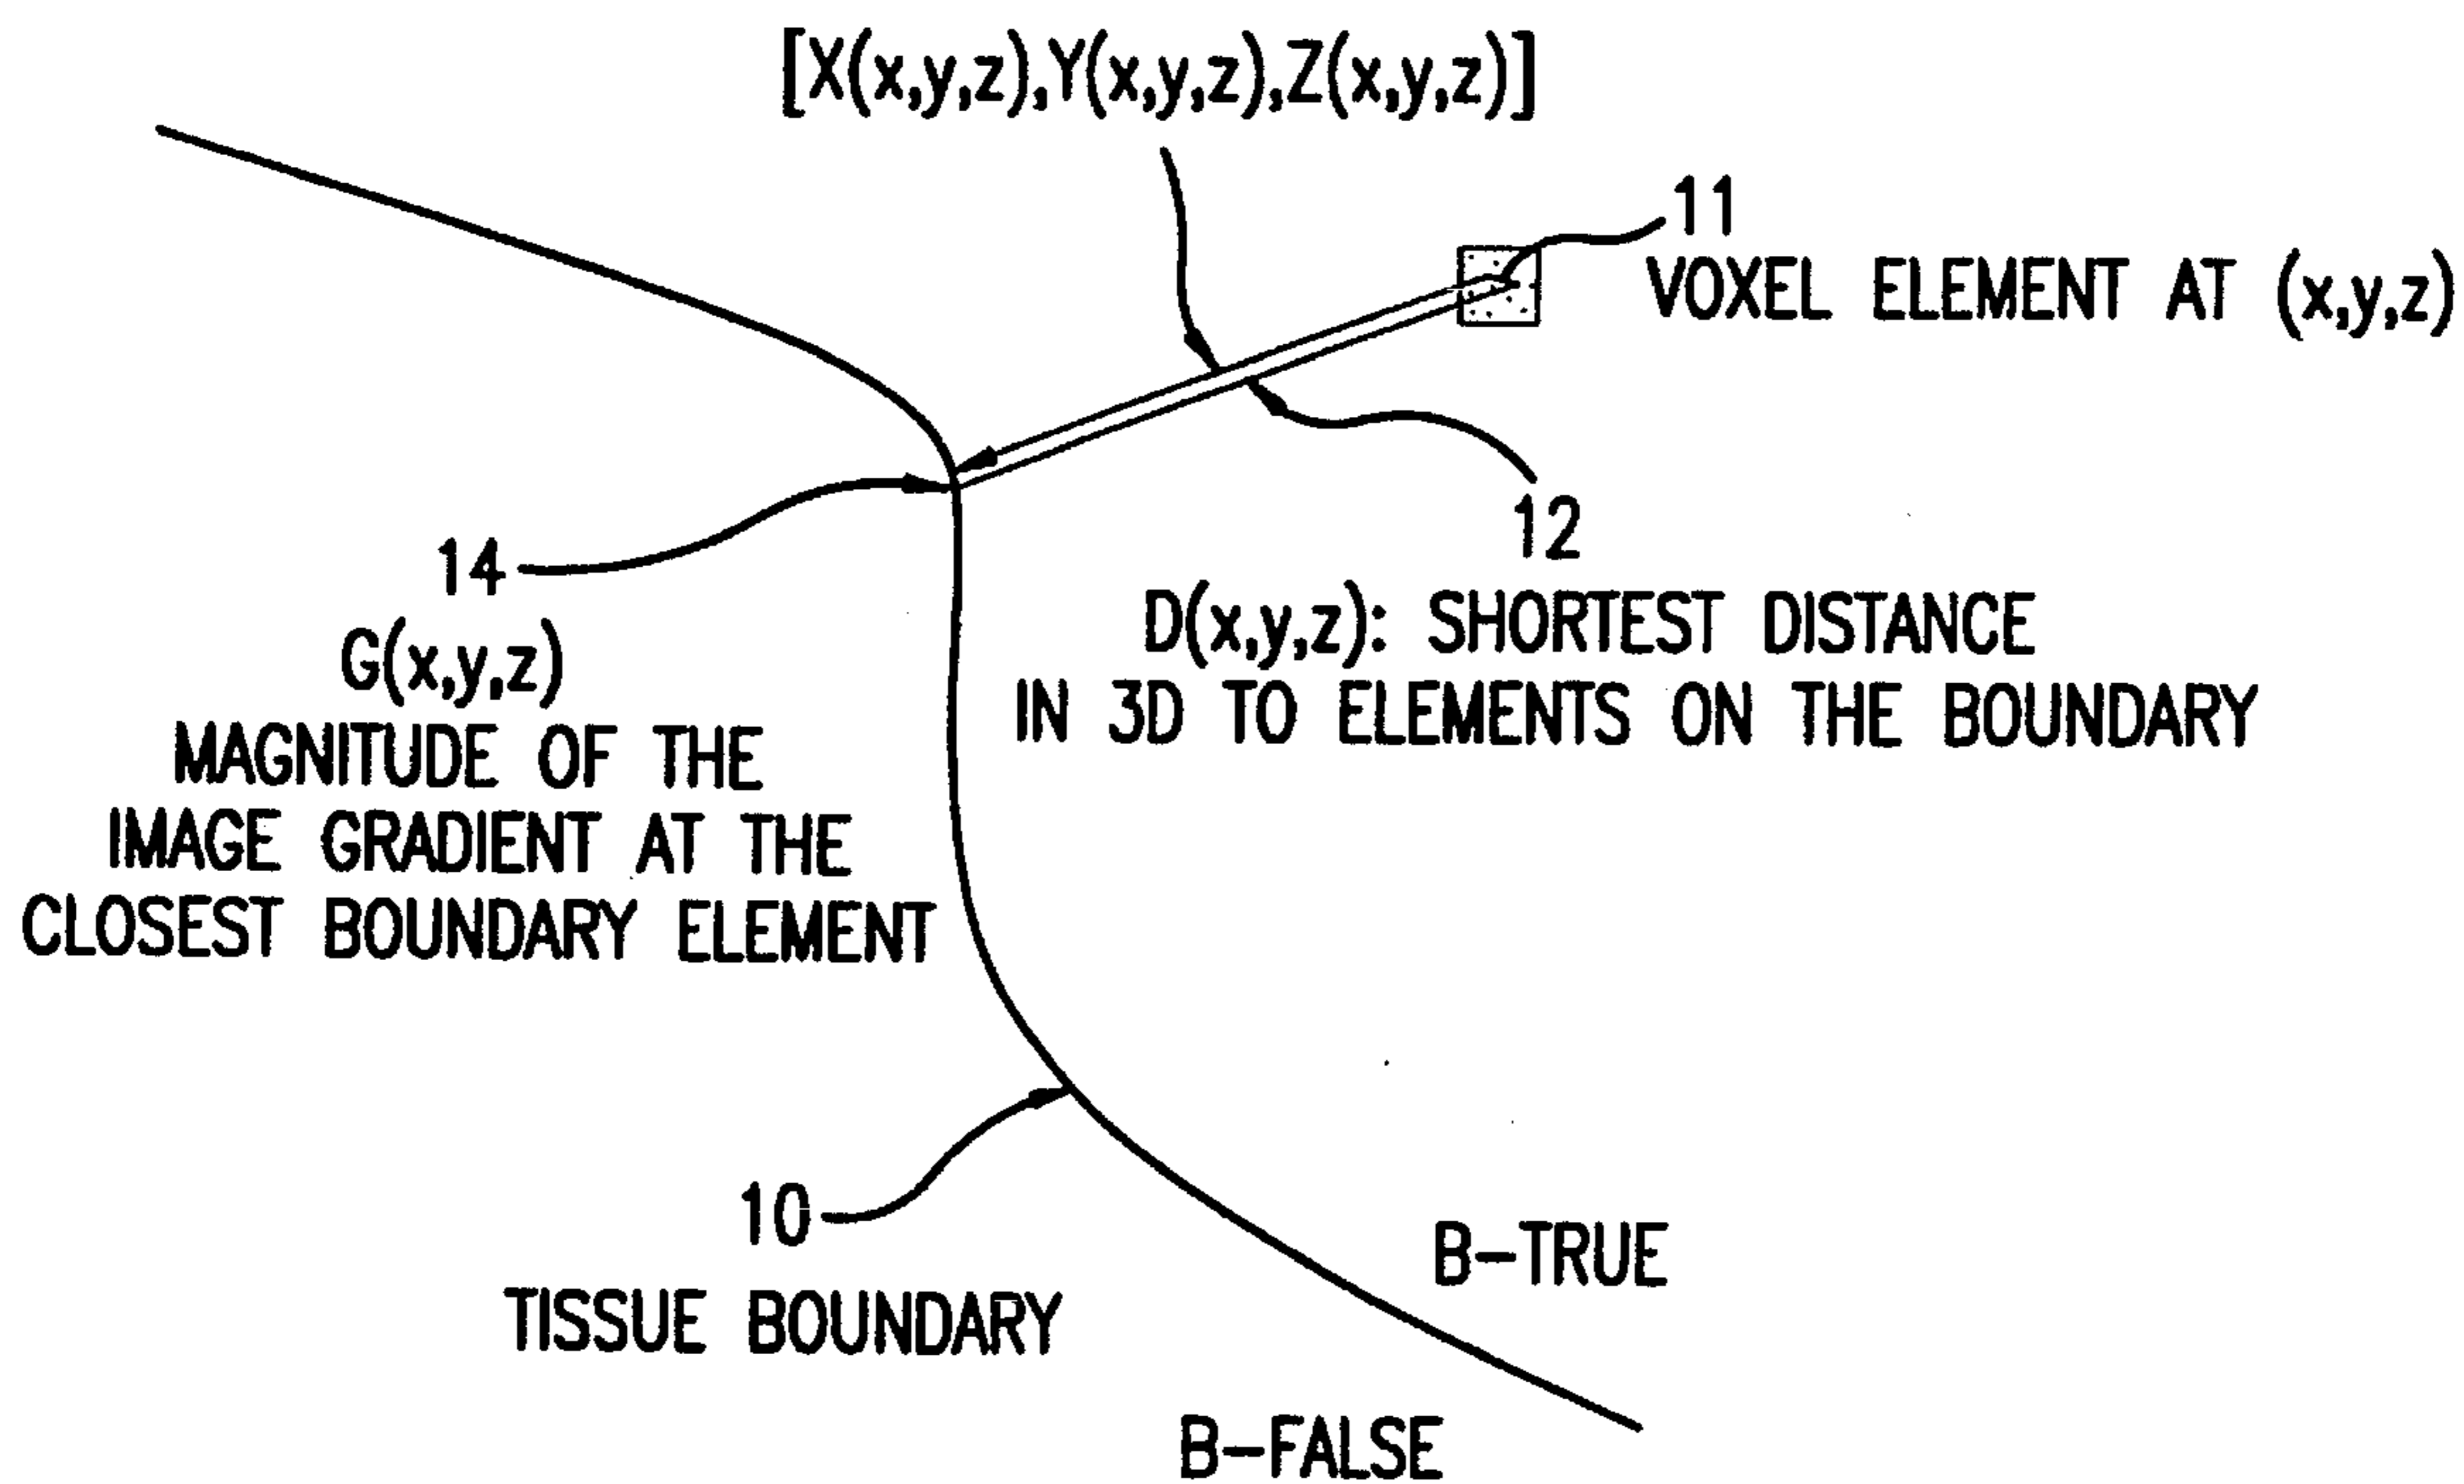 [X(x,y,z),Y(x,y,z),Z(x,y,z)]
11
VOXEL ELEMENT AT (x,y,z)
12
D(x,y,z): SHORTEST DISTANCE
IN 3D TO ELEMENTS ON THE BOUNDARY
14
G(x,y,z)
MAGNITUDE OF THE
IMAGE GRADIENT AT THE
CLOSEST BOUNDARY ELEMENT
10
TISSUE BOUNDARY
B-TRUE
B-FALSE